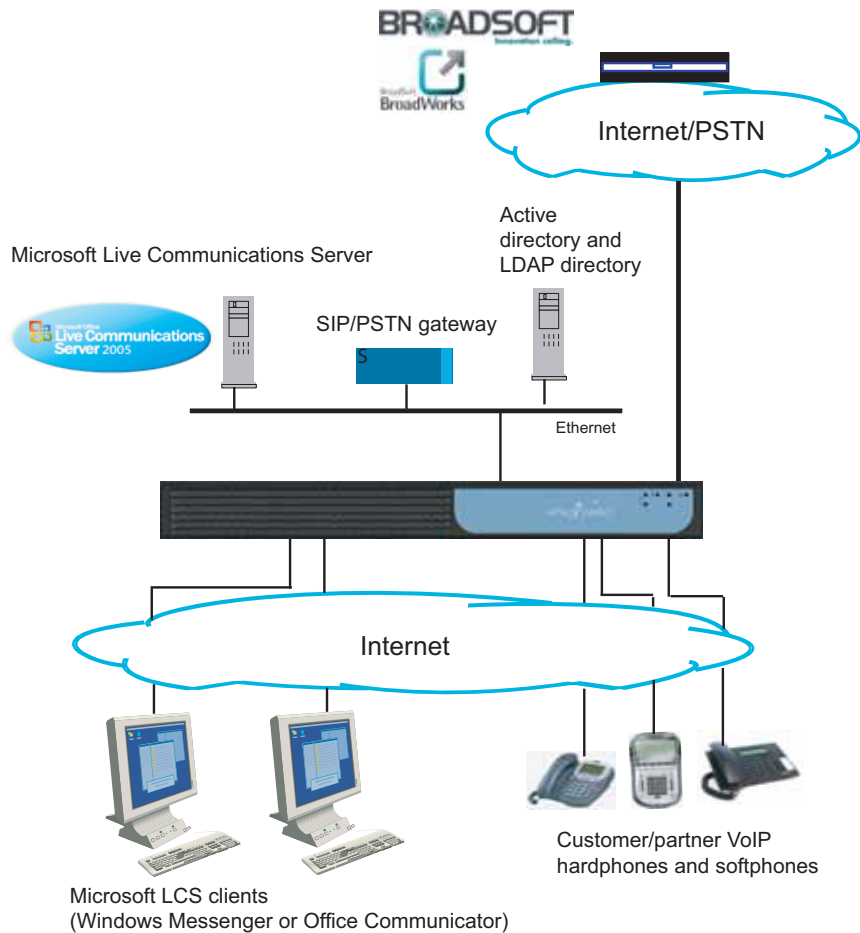 BROADSOFT
Innovation calling.
BroadSoft
BroadWorks
Internet/PSTN
Active
directory and
LDAP directory
Microsoft Live Communications Server
Microsoft Office
Live Communications
Server 2005
SIP/PSTN gateway
S
Ethernet
Internet
Customer/partner VoIP
hardphones and softphones
Microsoft LCS clients
(Windows Messenger or Office Communicator)